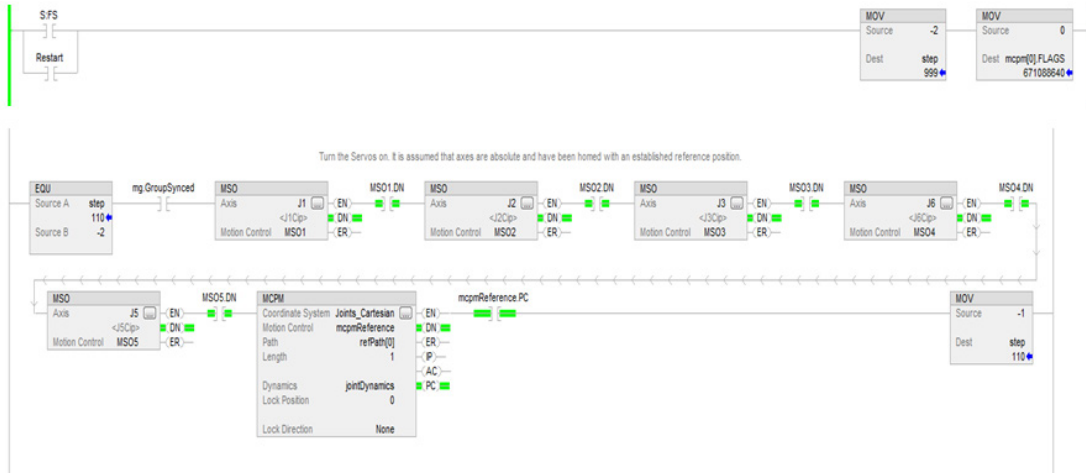 S:FS
Restart
MOV
Source -2
Dest step
999
MOV
Source 0
Dest mcpm[0].FLAGS
671088640
Turn the Servos on. It is assumed that axes are absolute and have been homed with an established reference position.
EQU
Source A step
110
Source B -2
mg.GroupSynced
MSO
Axis J1 ...
<J1Cip>
Motion Control MSO1
EN
DN
ER
MSO1.DN
MSO
Axis J2 ...
<J2Cip>
Motion Control MSO2
EN
DN
ER
MSO2.DN
MSO
Axis J3 ...
<J3Cip>
Motion Control MSO3
EN
DN
ER
MSO3.DN
MSO
Axis J6 ...
<J6Cip>
Motion Control MSO4
EN
DN
ER
MSO4.DN
MSO
Axis J5 ...
<J5Cip>
Motion Control MSO5
EN
DN
ER
MSO5.DN
MCPM
Coordinate System Joints_Cartesian ...
Motion Control mcpmReference
Path refPath[0]
Length 1
Dynamics jointDynamics
Lock Position 0
Lock Direction None
EN
DN
ER
IP
AC
PC
mcpmReference.PC
MOV
Source -1
Dest step
110